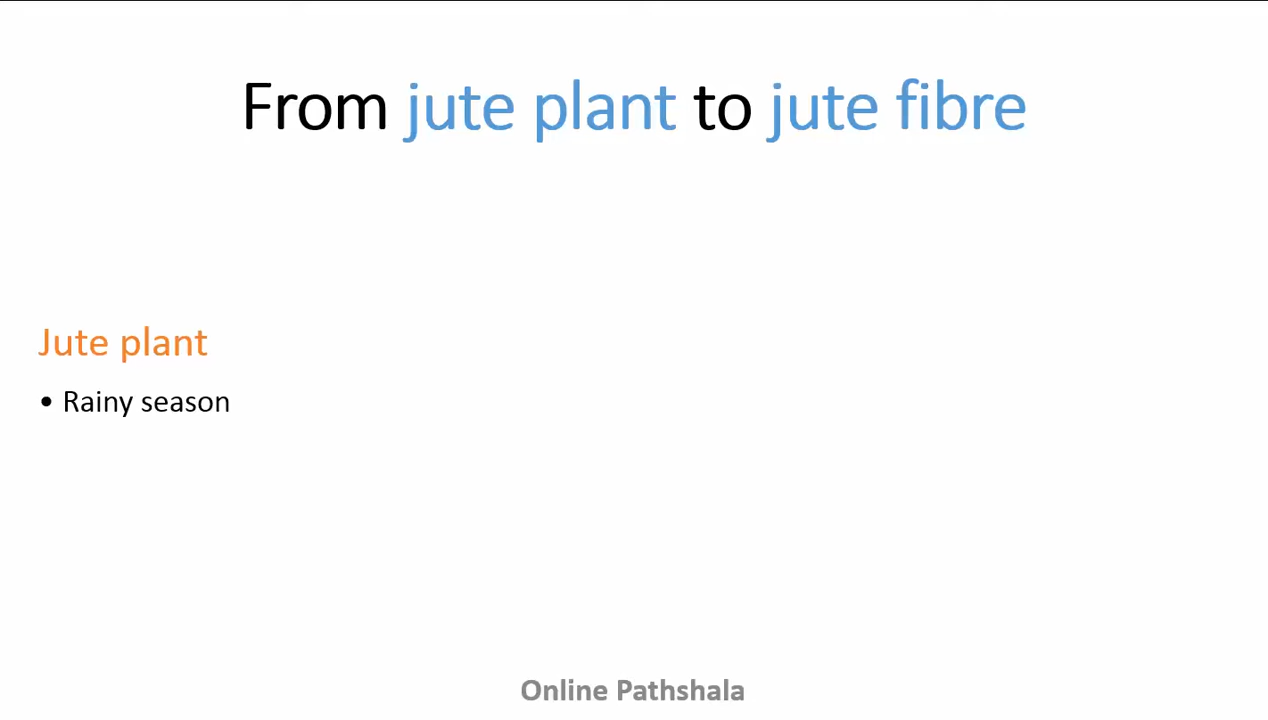 From jute plant to jute fibre
Jute plant
• Rainy season
Online Pathshala